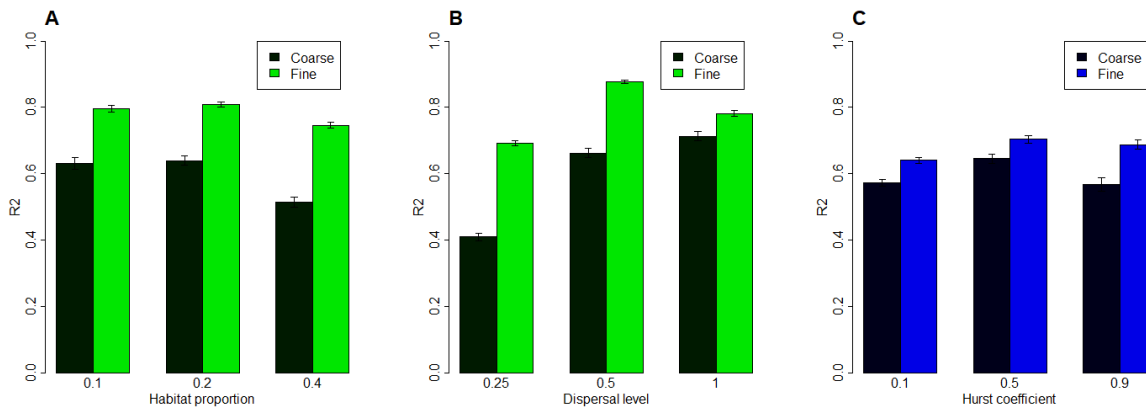 A
R2
1.0
0.8
0.6
0.4
0.2
0.0
Coarse
Fine
0.1 0.2 0.4
Habitat proportion
B
R2
1.0
0.8
0.6
0.4
0.2
0.0
Coarse
Fine
0.25 0.5 1
Dispersal level
C
R2
1.0
0.8
0.6
0.4
0.2
0.0
Coarse
Fine
0.1 0.5 0.9
Hurst coefficient